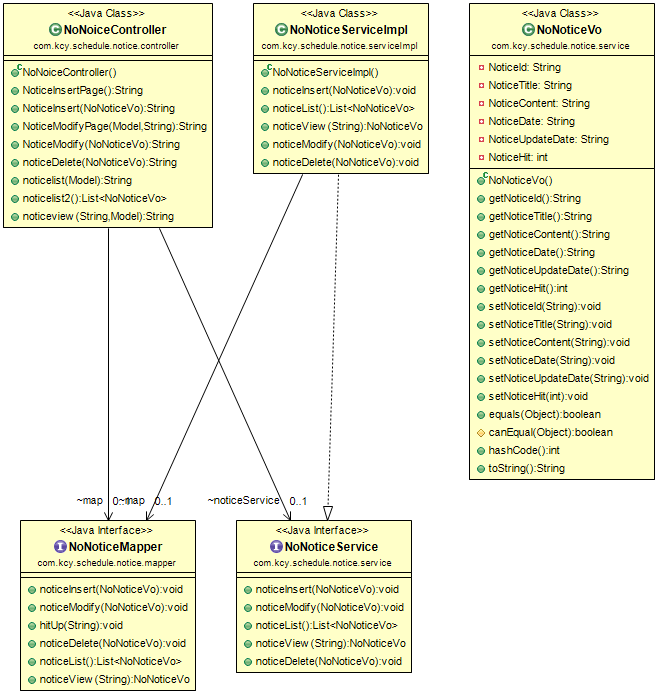 <<Java Class>>
NoNoiceController
com.kcy.schedule.notice.controller
NoNoiceController()
NoticeInsertPage():String
NoticeInsert(NoNoticeVo):String
NoticeModifyPage(Model,String):String
NoticeModify(NoNoticeVo):String
noticeDelete(NoNoticeVo):String
noticelist(Model):String
noticelist2():List<NoNoticeVo>
noticeview (String,Model):String
<<Java Class>>
NoNoticeServiceImpl
com.kcy.schedule.notice.serviceImpl
NoNoticeServiceImpl()
noticeInsert(NoNoticeVo):void
noticeList():List<NoNoticeVo>
noticeView (String):NoNoticeVo
noticeModify(NoNoticeVo):void
noticeDelete(NoNoticeVo):void
<<Java Class>>
NoNoticeVo
com.kcy.schedule.notice.service
NoticeId: String
NoticeTitle: String
NoticeContent: String
NoticeDate: String
NoticeUpdateDate: String
NoticeHit: int
NoNoticeVo()
getNoticeId():String
getNoticeTitle():String
getNoticeContent():String
getNoticeDate():String
getNoticeUpdateDate():String
getNoticeHit():int
setNoticeId(String):void
setNoticeTitle(String):void
setNoticeContent(String):void
setNoticeDate(String):void
setNoticeUpdateDate(String):void
setNoticeHit(int):void
equals(Object):boolean
canEqual(Object):boolean
hashCode():int
toString():String
~map 0..1
~map 0..1
~noticeService 0..1
<<Java Interface>>
NoNoticeMapper
com.kcy.schedule.notice.mapper
noticeInsert(NoNoticeVo):void
noticeModify(NoNoticeVo):void
hitUp(String):void
noticeDelete(NoNoticeVo):void
noticeList():List<NoNoticeVo>
noticeView (String):NoNoticeVo
<<Java Interface>>
NoNoticeService
com.kcy.schedule.notice.service
noticeInsert(NoNoticeVo):void
noticeModify(NoNoticeVo):void
noticeList():List<NoNoticeVo>
noticeView (String):NoNoticeVo
noticeDelete(NoNoticeVo):void